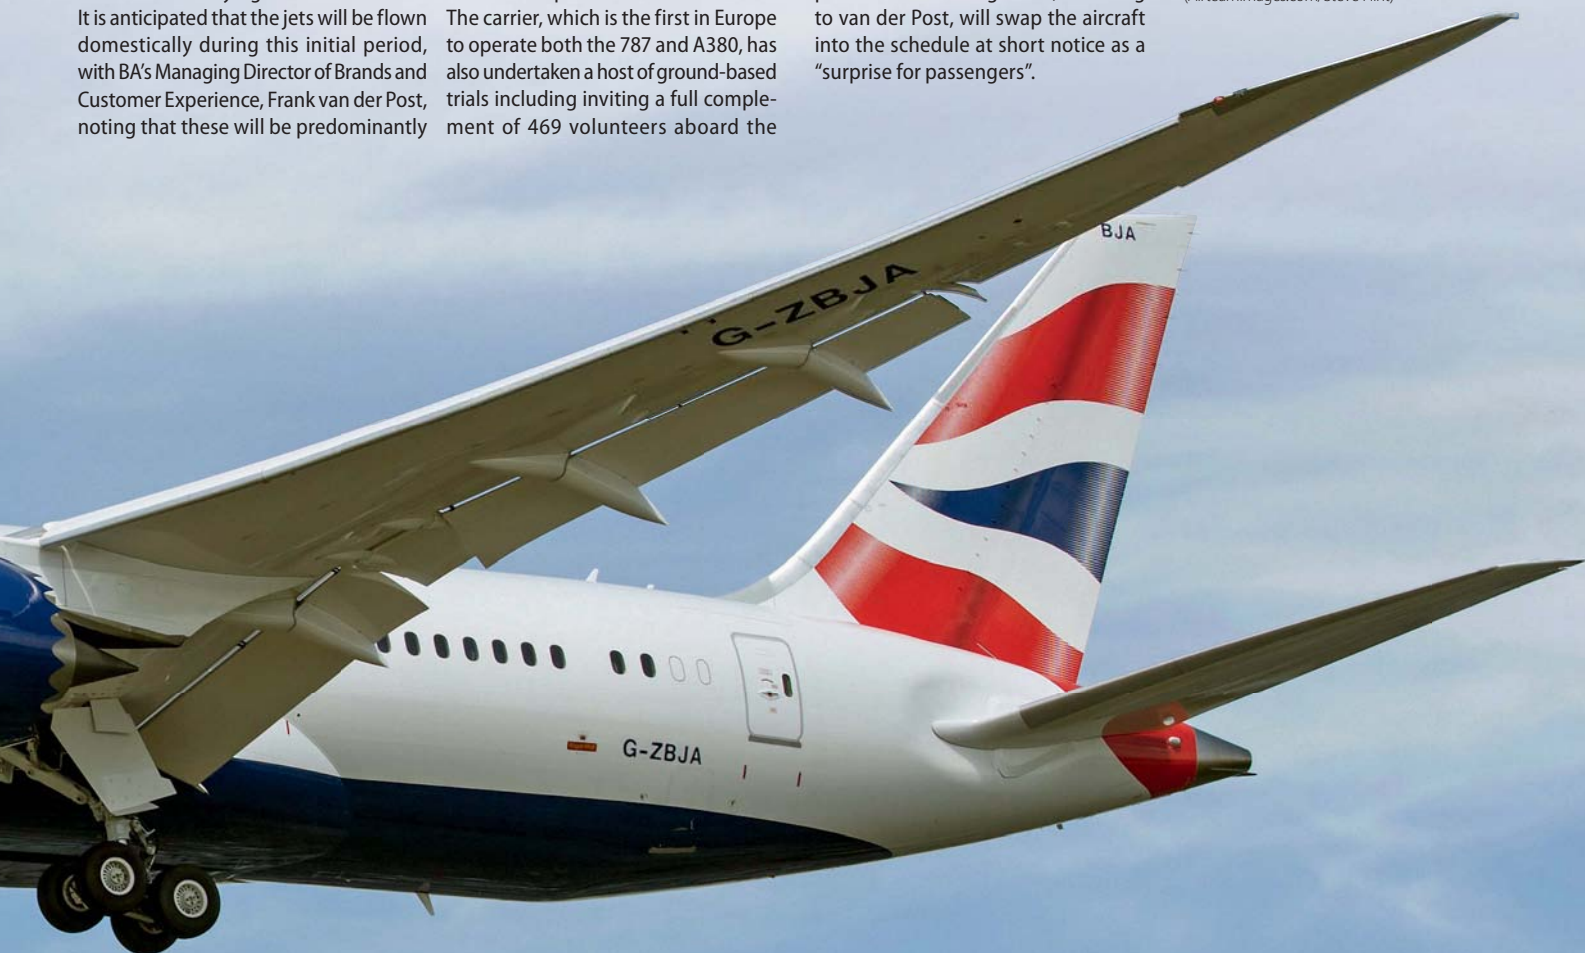 It is anticipated that the jets will be flown
domestically during this initial period,
with BA's Managing Director of Brands and
Customer Experience, Frank van der Post,
noting that these will be predominantly
The carrier, which is the first in Europe
to operate both the 787 and A380, has
also undertaken a host of ground-based
trials including inviting a full comple-
ment of 469 volunteers aboard the
to van der Post, will swap the aircraft
into the schedule at short notice as a
“surprise for passengers”.
BJA
G-ZBJA
G-ZBJA